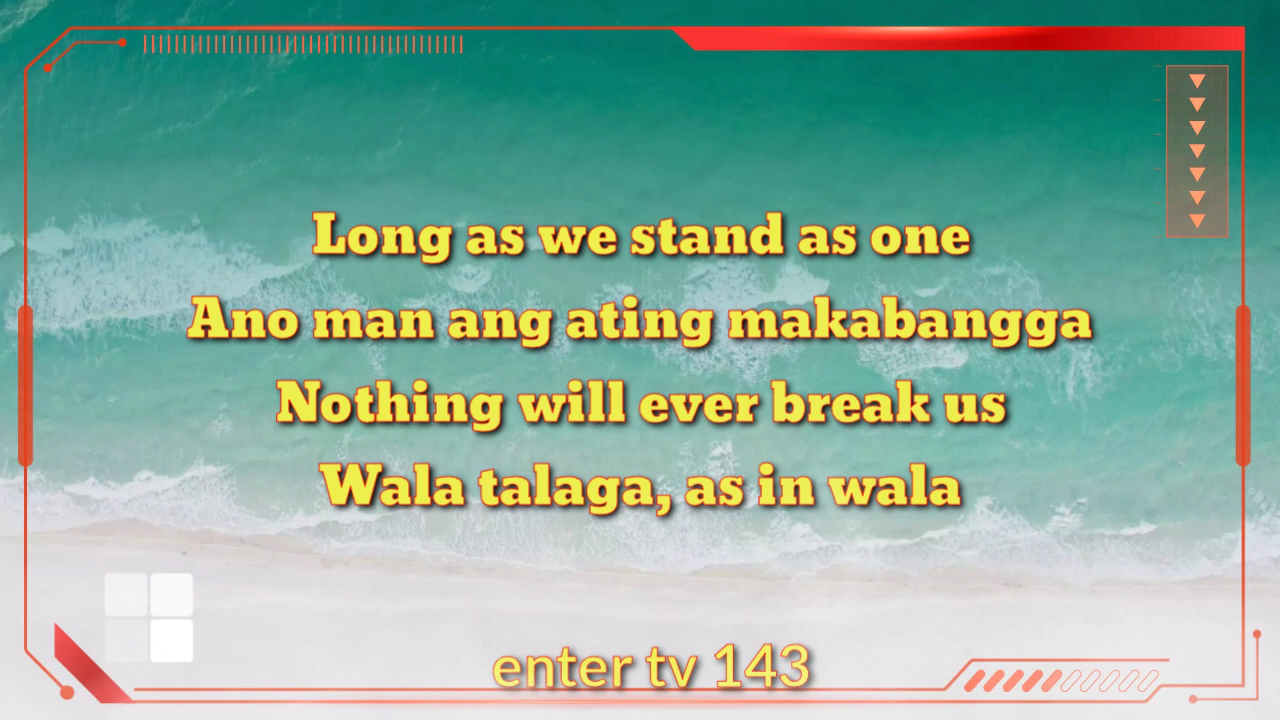 Long as we stand as one
Ano man ang ating makabangga
Nothing will ever break us
Wala talaga, as in wala
enter tv 143